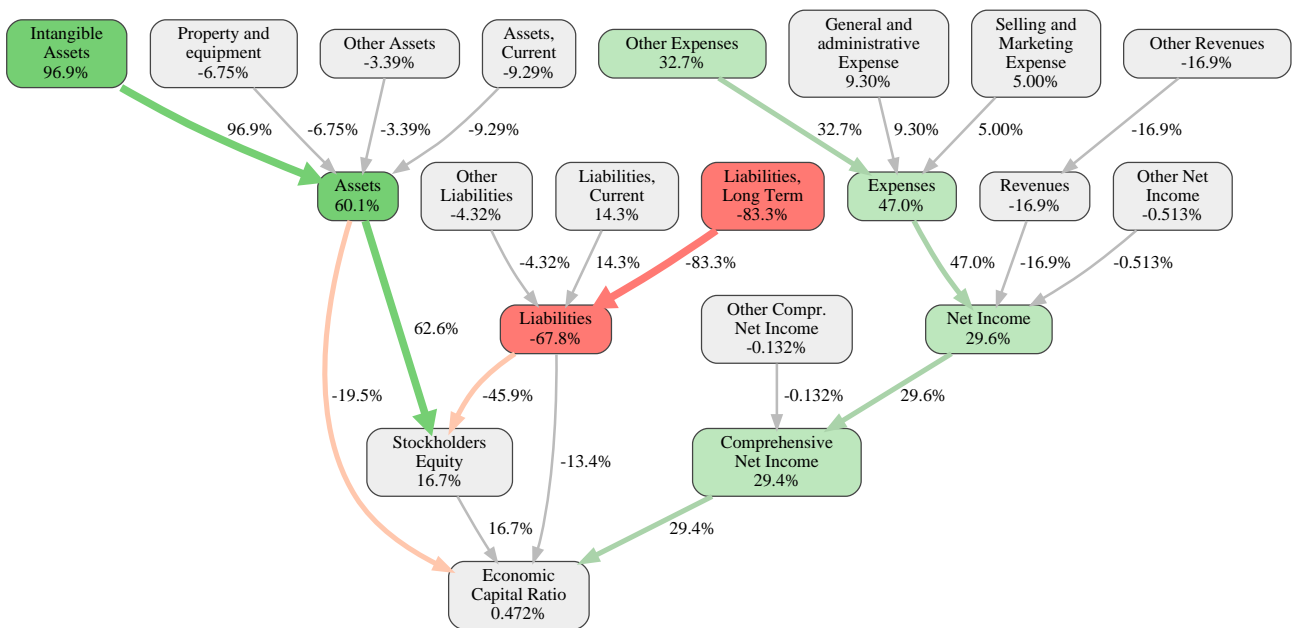 Intangible
Assets
96.9%
Property and
equipment
-6.75%
Other Assets
-3.39%
Assets,
Current
-9.29%
Other Expenses
32.7%
General and
administrative
Expense
9.30%
Selling and
Marketing
Expense
5.00%
Other Revenues
-16.9%
96.9%
-6.75%
-3.39%
-9.29%
32.7%
9.30%
5.00%
-16.9%
Assets
60.1%
Other
Liabilities
-4.32%
Liabilities,
Current
14.3%
Liabilities,
Long Term
-83.3%
Expenses
47.0%
Revenues
-16.9%
Other Net
Income
-0.513%
-4.32%
14.3%
-83.3%
47.0%
-16.9%
-0.513%
62.6%
Liabilities
-67.8%
Other Compr.
Net Income
-0.132%
Net Income
29.6%
-19.5%
-45.9%
-0.132%
29.6%
Stockholders
Equity
16.7%
-13.4%
Comprehensive
Net Income
29.4%
16.7%
29.4%
Economic
Capital Ratio
0.472%